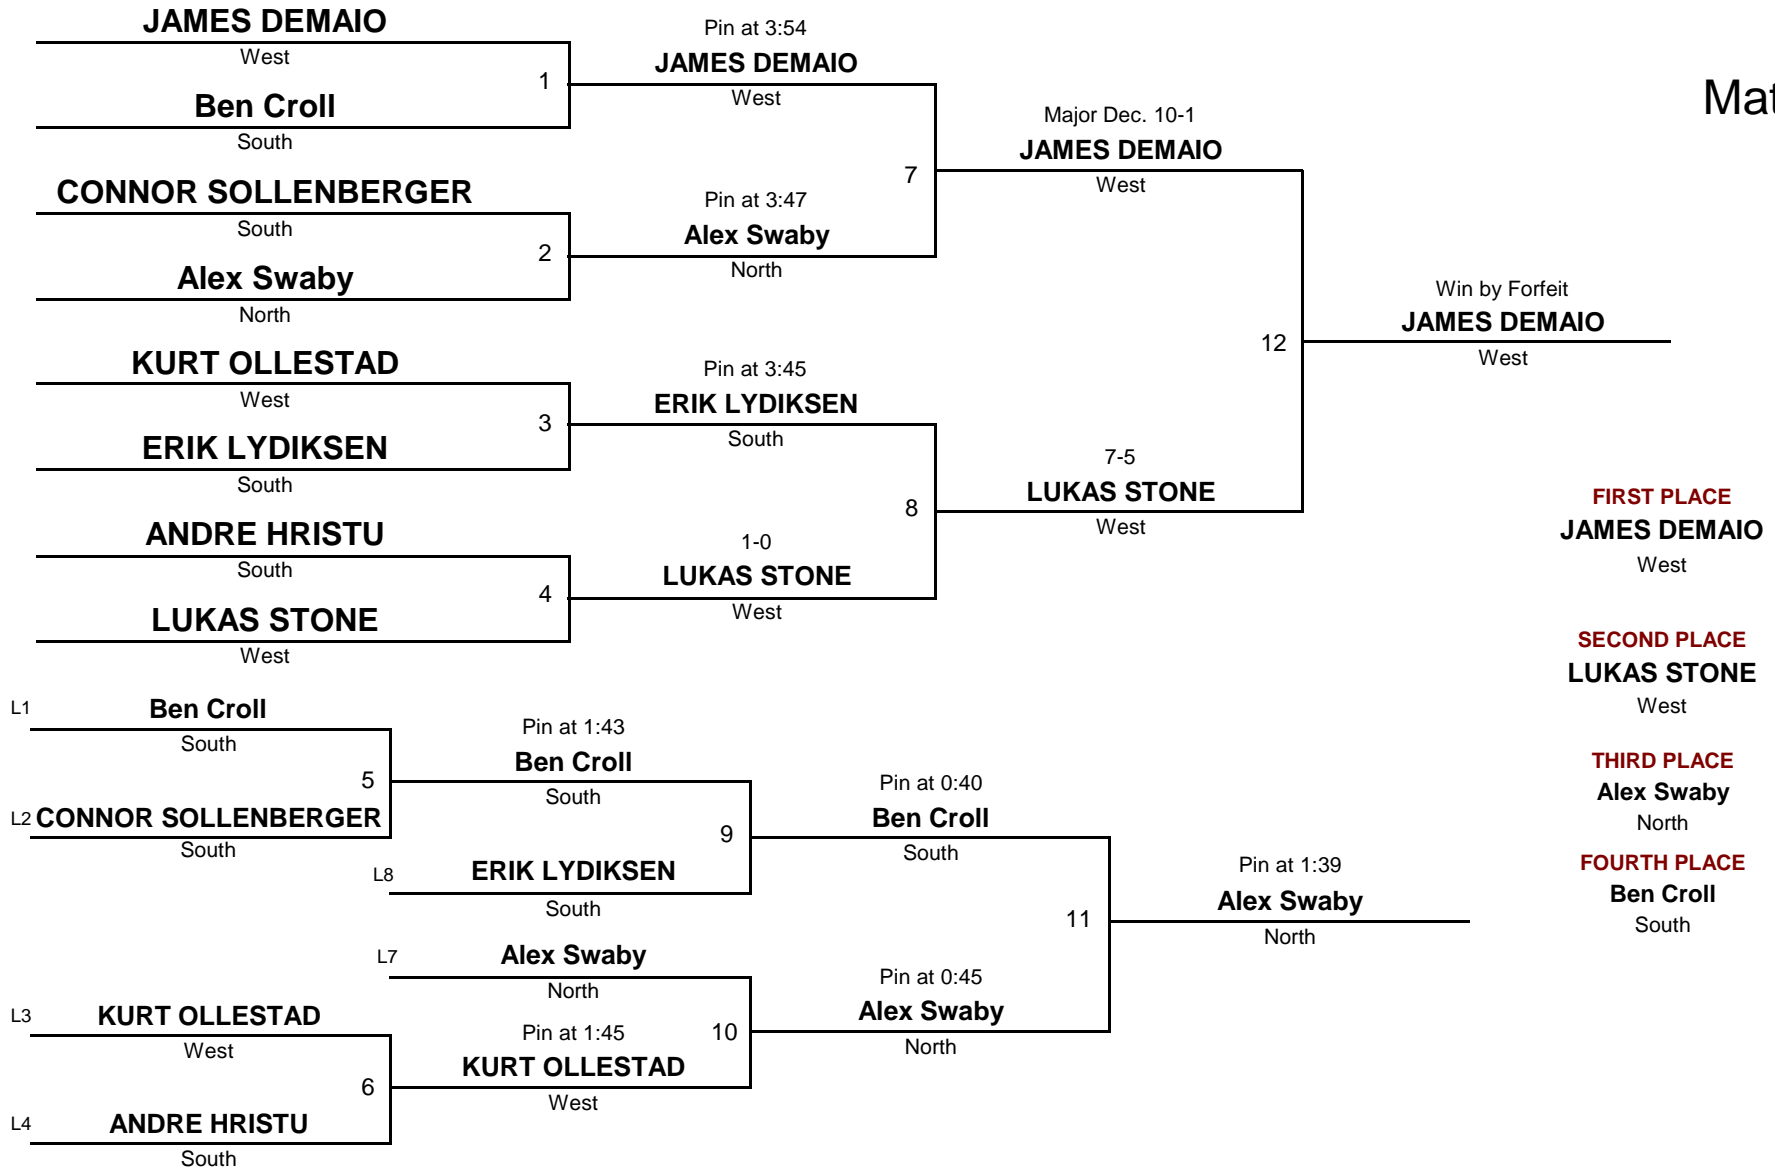 JAMES DEMAIO
West
1
Ben Croll
South
CONNOR SOLLENBERGER
South
2
Alex Swaby
North
KURT OLLESTAD
West
3
ERIK LYDIKSEN
South
ANDRE HRISTU
South
4
LUKAS STONE
West
Pin at 3:54
JAMES DEMAIO
West
7
Pin at 3:47
Alex Swaby
North
Pin at 3:45
ERIK LYDIKSEN
South
8
1-0
LUKAS STONE
West
Major Dec. 10-1
JAMES DEMAIO
West
12
7-5
LUKAS STONE
West
Win by Forfeit
JAMES DEMAIO
West
Mat
FIRST PLACE
JAMES DEMAIO
West
SECOND PLACE
LUKAS STONE
West
THIRD PLACE
Alex Swaby
North
FOURTH PLACE
Ben Croll
South
L1 Ben Croll
South
5
L2 CONNOR SOLLENBERGER
South
Pin at 1:43
Ben Croll
South
9
L8 ERIK LYDIKSEN
South
L7 Alex Swaby
North
10
L3 KURT OLLESTAD
West
6
L4 ANDRE HRISTU
South
Pin at 1:45
KURT OLLESTAD
West
Pin at 0:40
Ben Croll
South
11
Pin at 0:45
Alex Swaby
North
Pin at 1:39
Alex Swaby
North